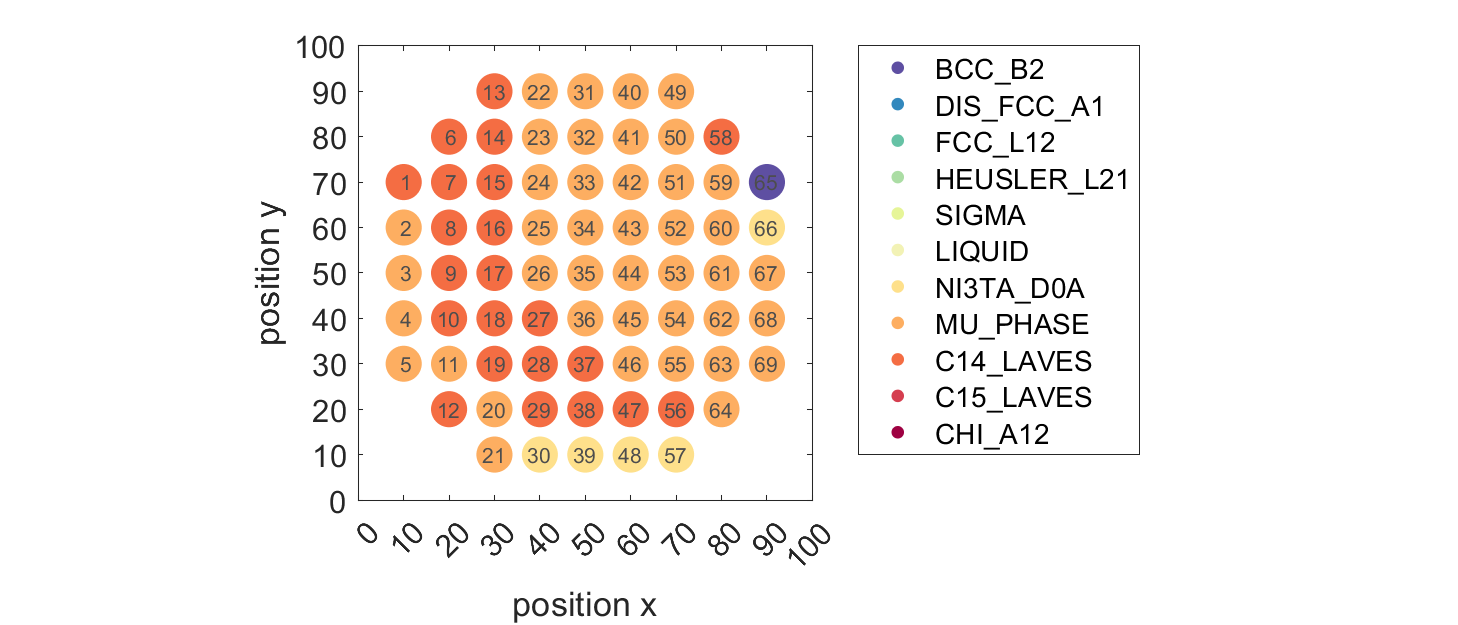 100
90
80
70
60
50
40
30
20
10
0
position y
13 22 31 40 49
6 14 23 32 41 50 58
1 7 15 24 33 42 51 59 65
2 8 16 25 34 43 52 60 66
3 9 17 26 35 44 53 61 67
4 10 18 27 36 45 54 62 68
5 11 19 28 37 46 55 63 69
12 20 29 38 47 56 64
21 30 39 48 57
0 10 20 30 40 50 60 70 80 90 100
position x
BCC_B2
DIS_FCC_A1
FCC_L12
HEUSLER_L21
SIGMA
LIQUID
NI3TA_D0A
MU_PHASE
C14_LAVES
C15_LAVES
CHI_A12